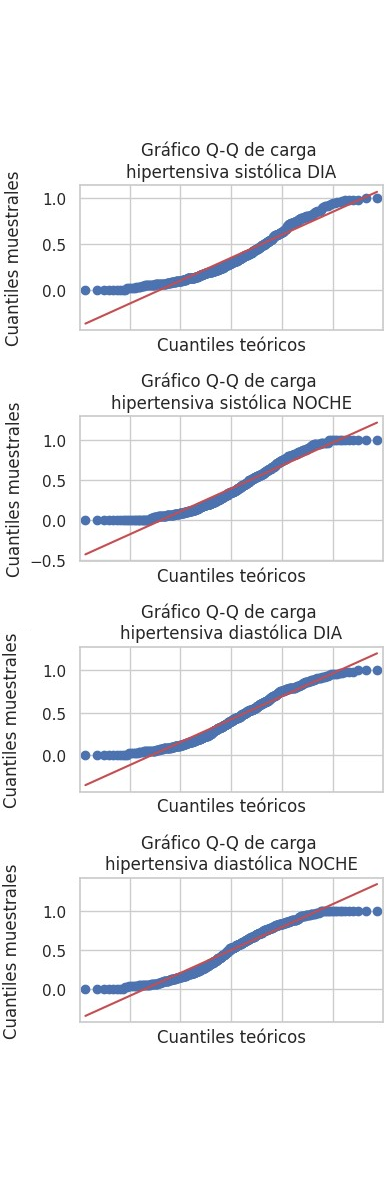 Gráfico Q-Q de carga
hipertensiva sistólica DIA
Cuantiles muestrales
1.0
0.5
0.0
Cuantiles teóricos
Gráfico Q-Q de carga
hipertensiva sistólica NOCHE
Cuantiles muestrales
1.0
0.5
0.0
−0.5
Cuantiles teóricos
Gráfico Q-Q de carga
hipertensiva diastólica DIA
Cuantiles muestrales
1.0
0.5
0.0
Cuantiles teóricos
Gráfico Q-Q de carga
hipertensiva diastólica NOCHE
Cuantiles muestrales
1.0
0.5
0.0
Cuantiles teóricos